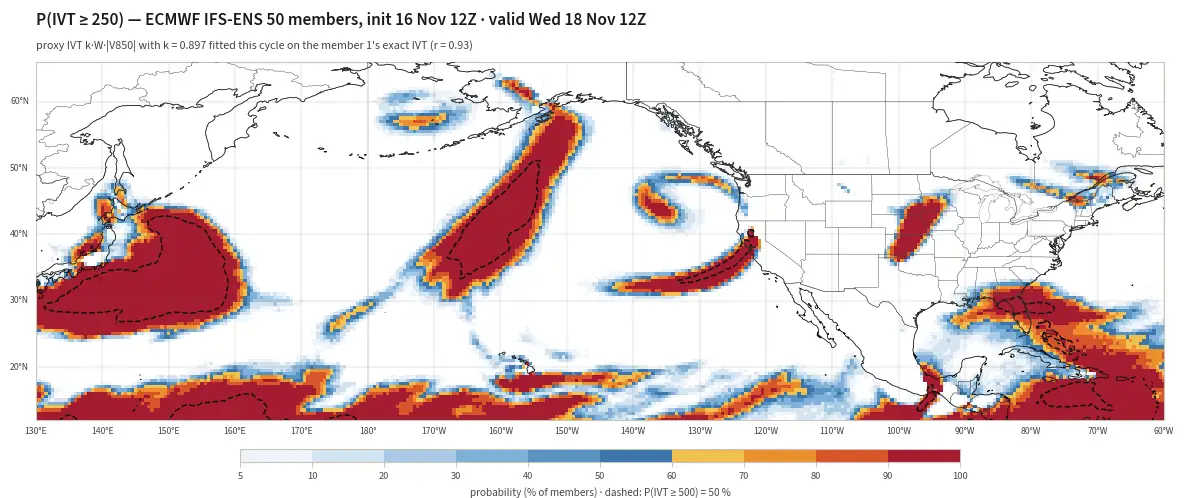 P(IVT ≥ 250) — ECMWF IFS-ENS 50 members, init 16 Nov 12Z · valid Wed 18 Nov 12Z
proxy IVT k·W·|V850| with k = 0.897 fitted this cycle on the member 1's exact IVT (r = 0.93)
60°N
50°N
40°N
30°N
20°N
130°E 140°E 150°E 160°E 170°E 180° 170°W 160°W 150°W 140°W 130°W 120°W 110°W 100°W 90°W 80°W 70°W 60°W
5 10 20 30 40 50 60 70 80 90 100
probability (% of members) · dashed: P(IVT ≥ 500) = 50 %